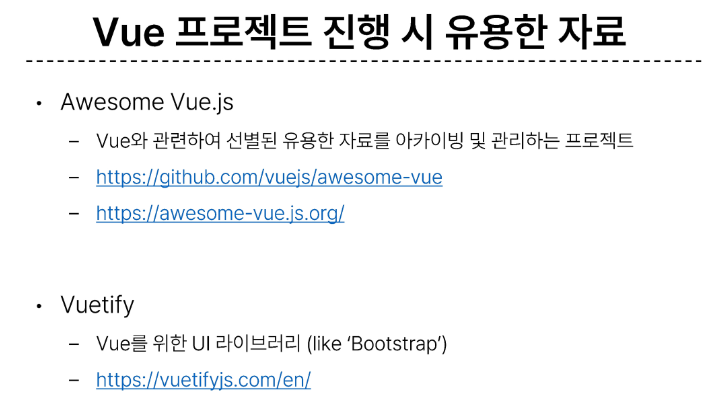 Vue 프로젝트 진행 시 유용한 자료
• Awesome Vue.js
– Vue와 관련하여 선별된 유용한 자료를 아카이빙 및 관리하는 프로젝트
– https://github.com/vuejs/awesome-vue
– https://awesome-vue.js.org/
• Vuetify
– Vue를 위한 UI 라이브러리 (like ‘Bootstrap’)
– https://vuetifyjs.com/en/